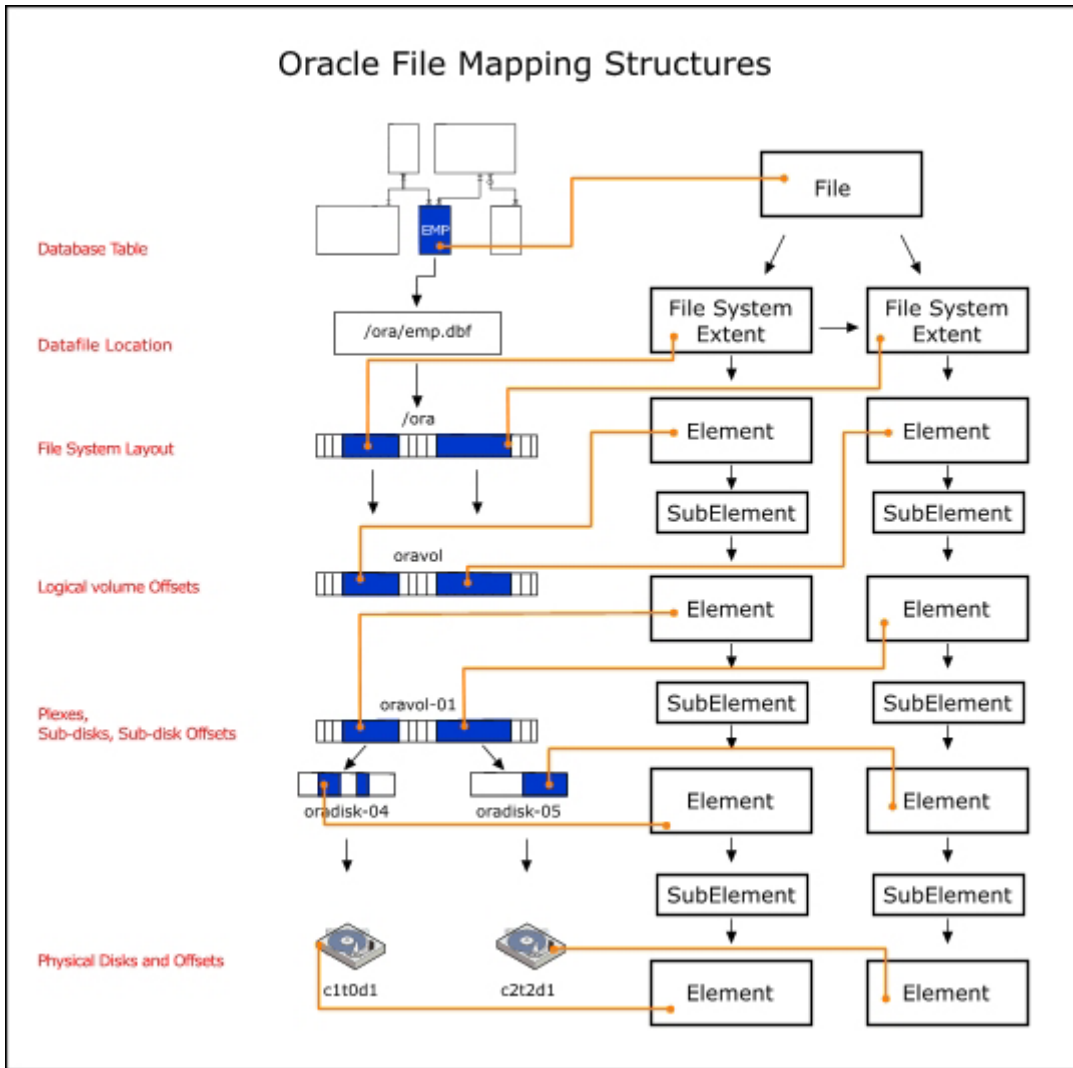 Oracle File Mapping Structures
File
EMP
Database Table
/ora/emp.dbf
File System
Extent
File System
Extent
Datafile Location
/ora
Element
Element
File System Layout
SubElement
SubElement
oravol
Logical volume Offsets
Element
Element
oravol-01
SubElement
SubElement
Plexes,
Sub-disks, Sub-disk Offsets
oradisk-04
oradisk-05
Element
Element
SubElement
SubElement
Physical Disks and Offsets
c1t0d1
c2t2d1
Element
Element